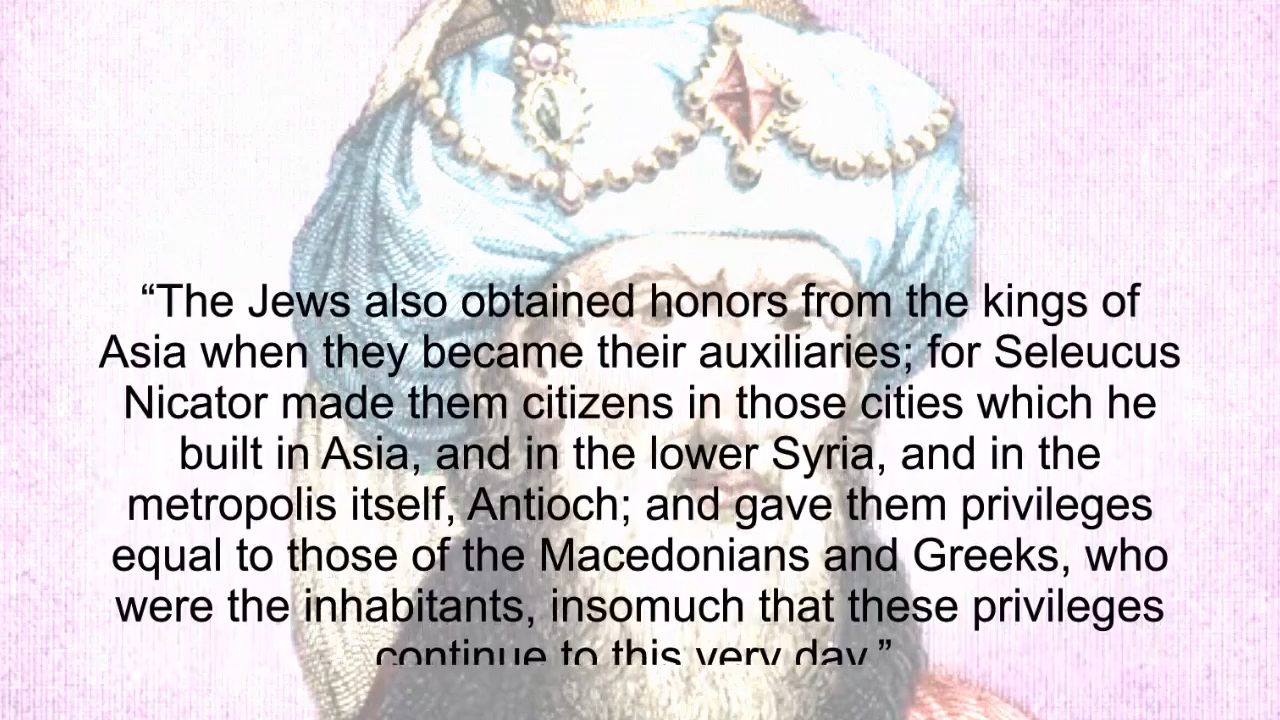 “The Jews also obtained honors from the kings of
Asia when they became their auxiliaries; for Seleucus
Nicator made them citizens in those cities which he
built in Asia, and in the lower Syria, and in the
metropolis itself, Antioch; and gave them privileges
equal to those of the Macedonians and Greeks, who
were the inhabitants, insomuch that these privileges
continue to this very day.”